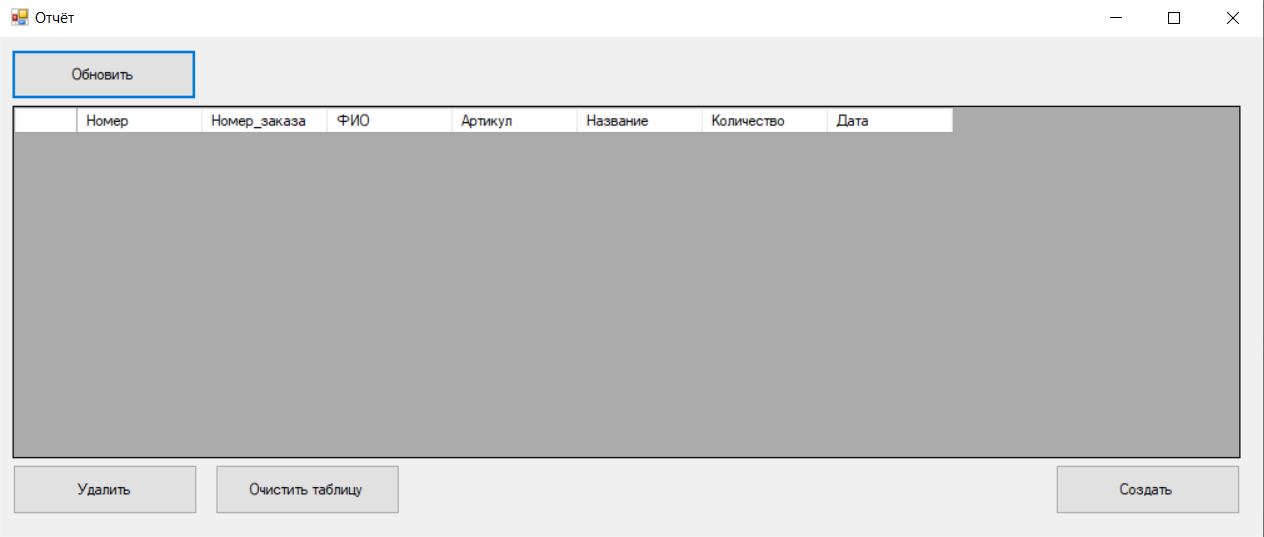 Отчёт
Обновить
Номер Номер_заказа ФИО Артикул Название Количество Дата
Удалить Очистить таблицу Создать